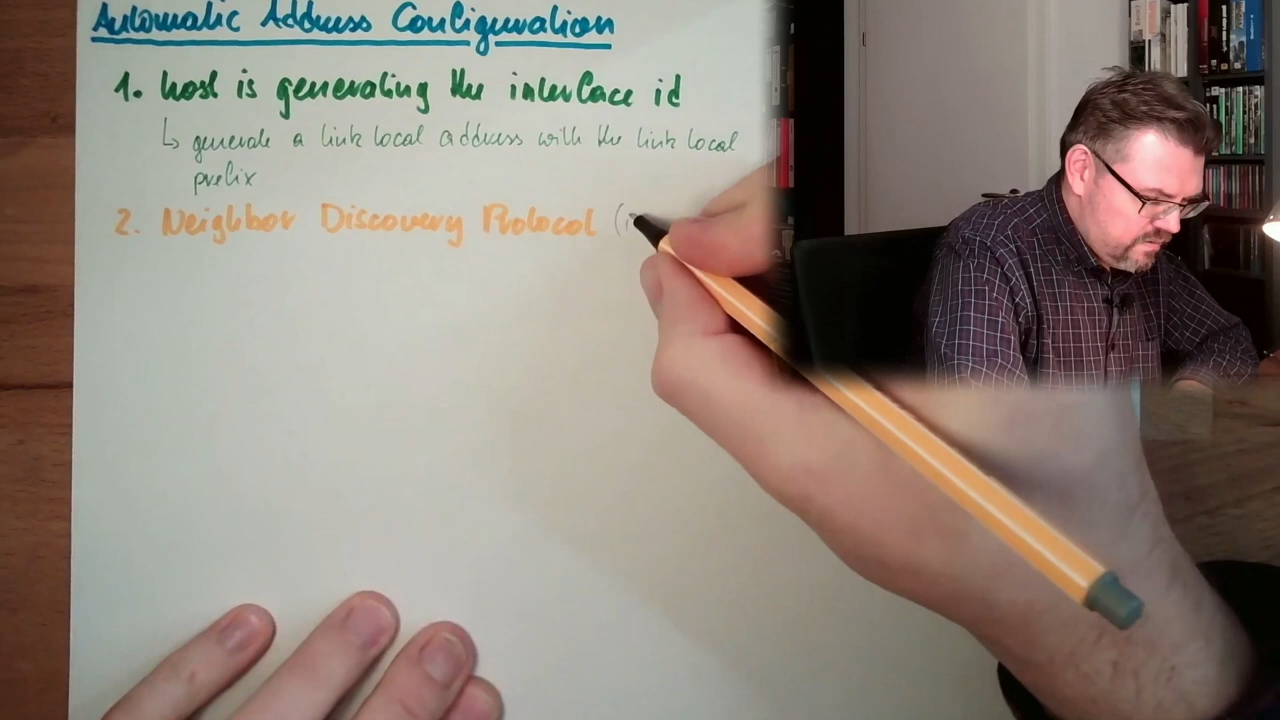 Automatic Address Configuration
1. host is generating the interface id
↳ generate a link local address with the link local
prefix
2. Neighbor Discovery Protocol (i